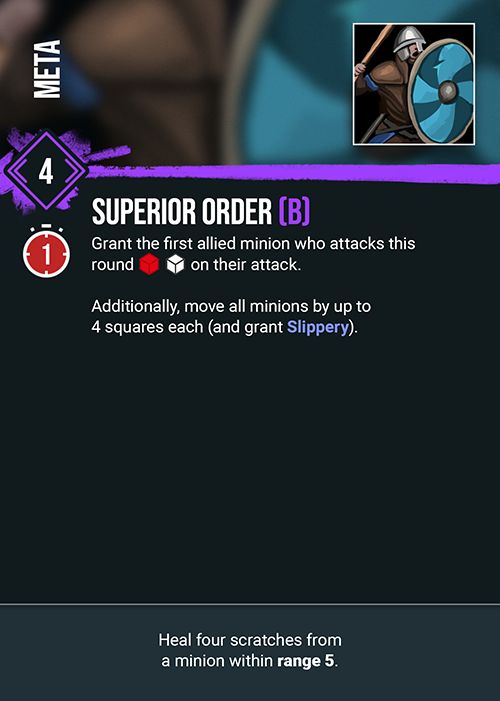 META
4
SUPERIOR ORDER (B)
1
Grant the first allied minion who attacks this
round on their attack.
Additionally, move all minions by up to
4 squares each (and grant Slippery).
Heal four scratches from
a minion within range 5.